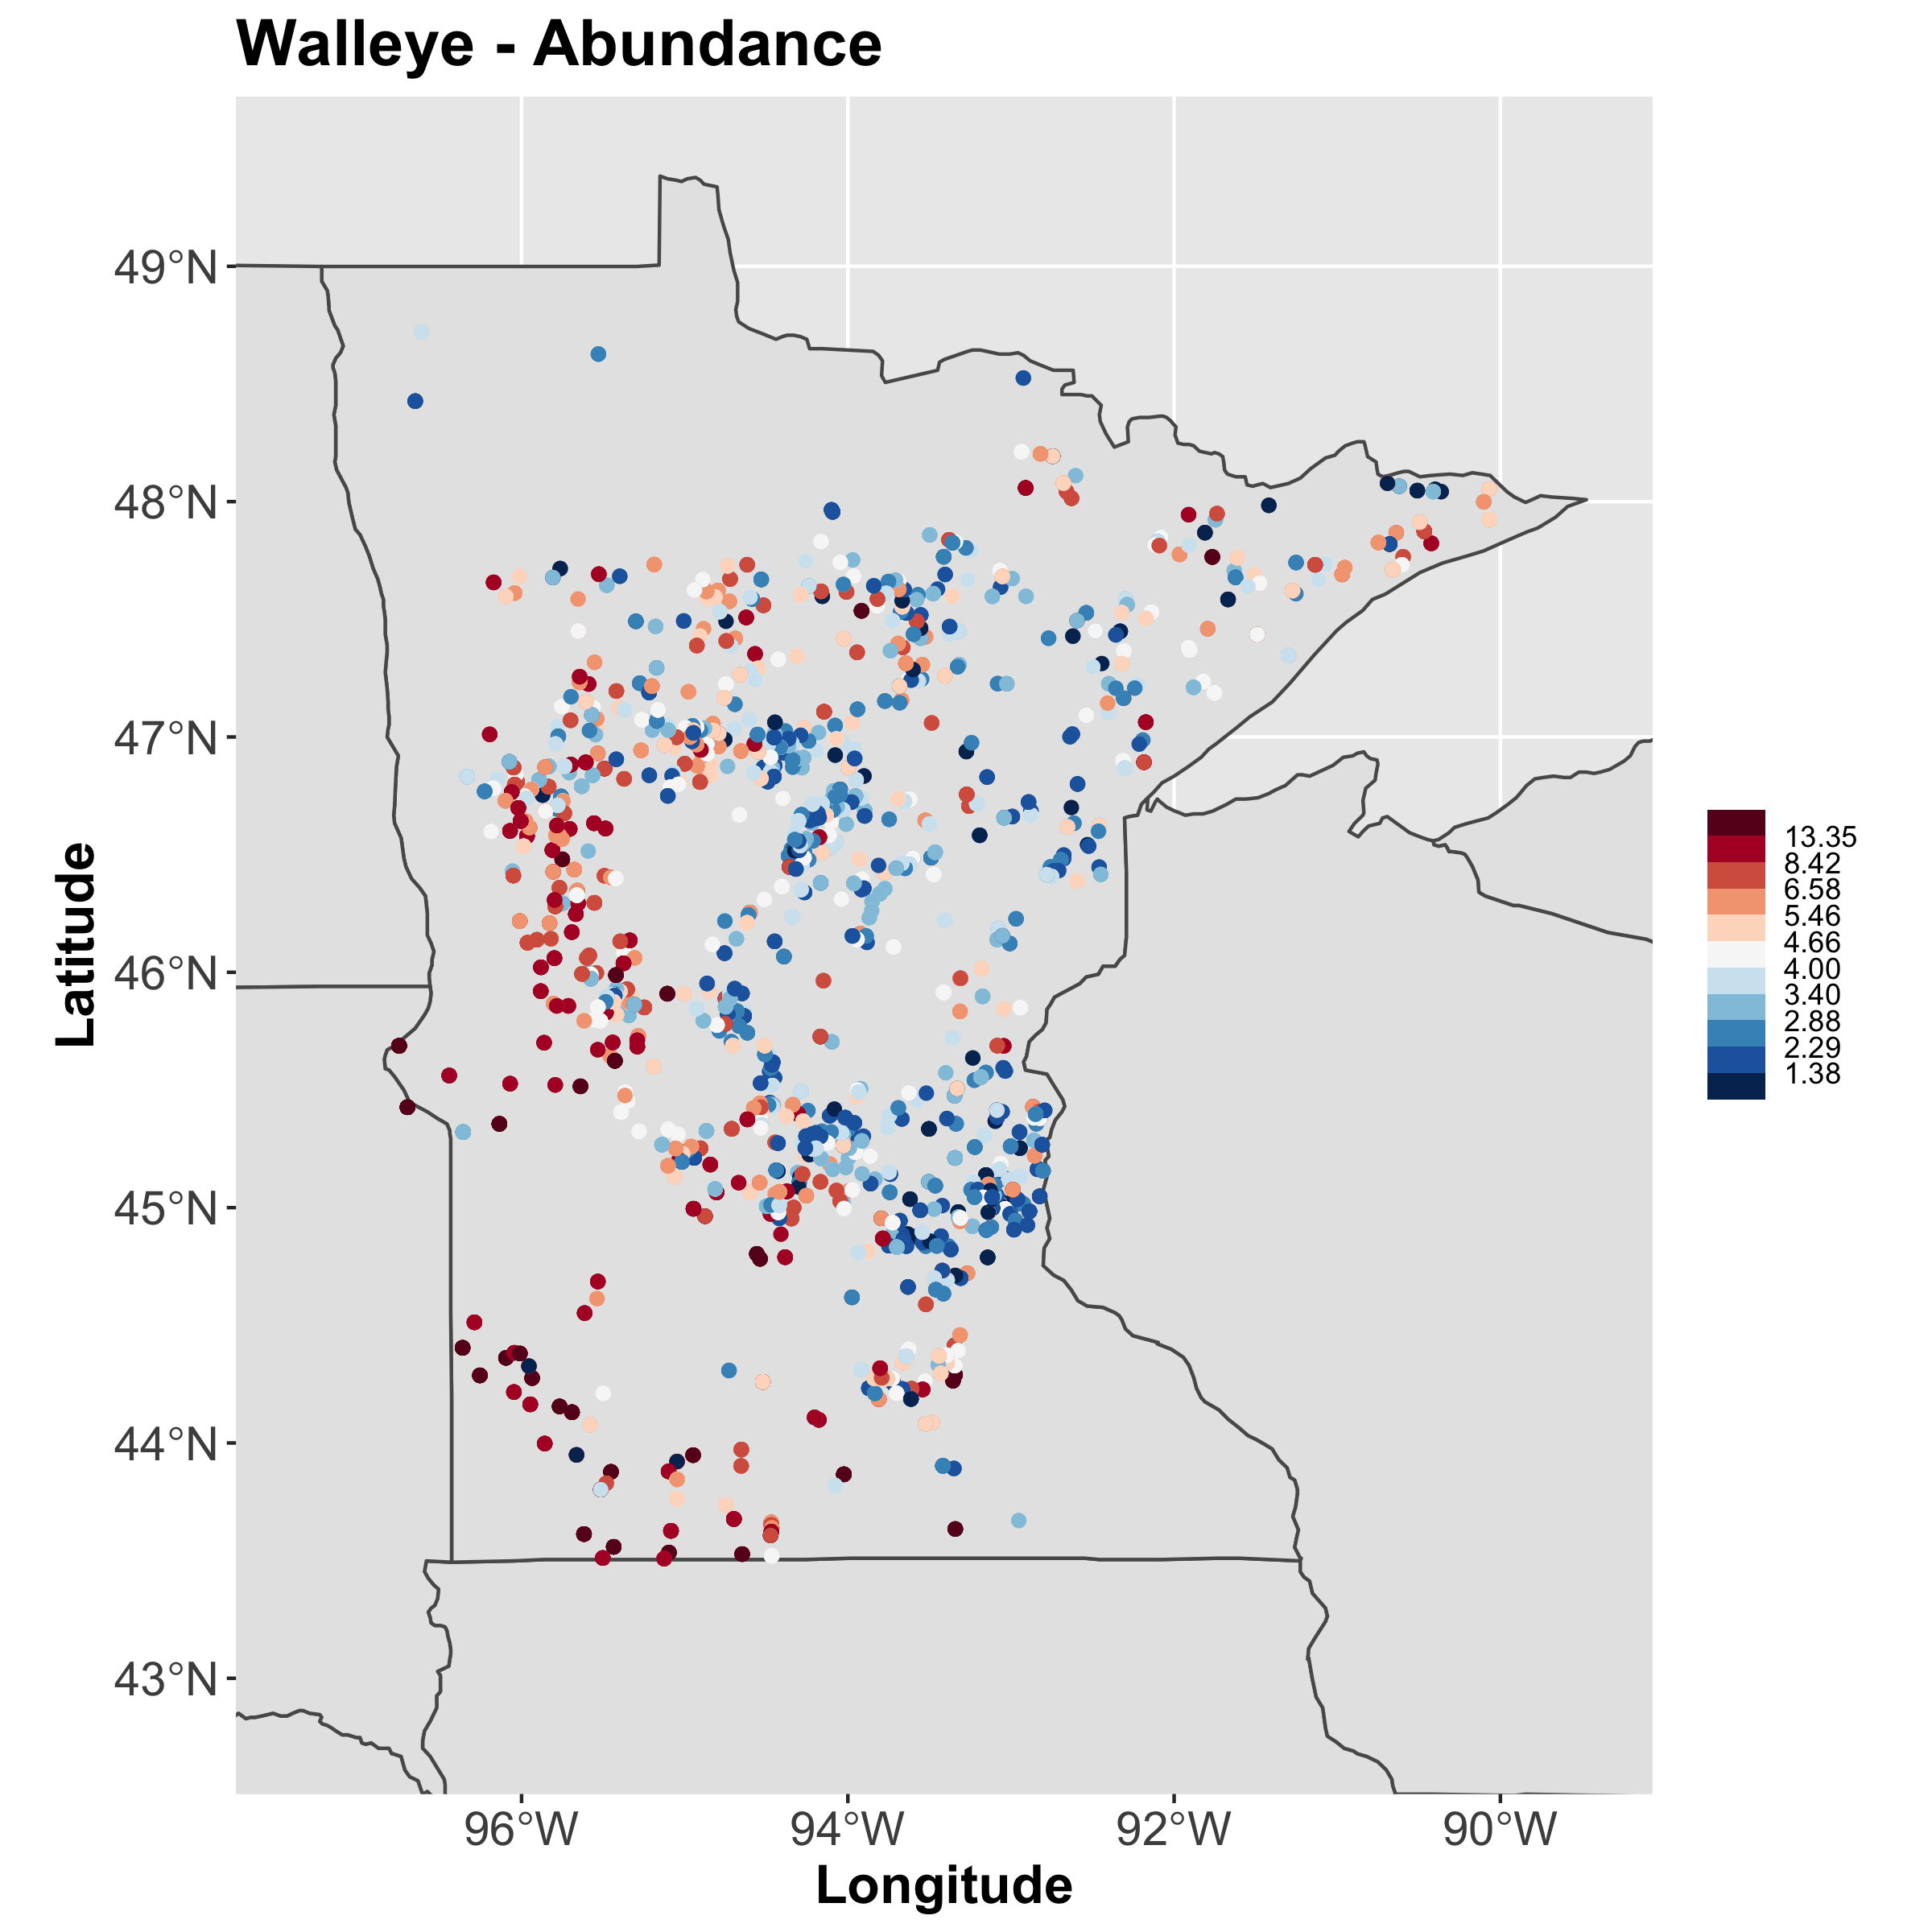 Walleye - Abundance
49°N
48°N
47°N
46°N
45°N
44°N
43°N
Latitude
96°W
94°W
92°W
90°W
Longitude
13.35
8.42
6.58
5.46
4.66
4.00
3.40
2.88
2.29
1.38